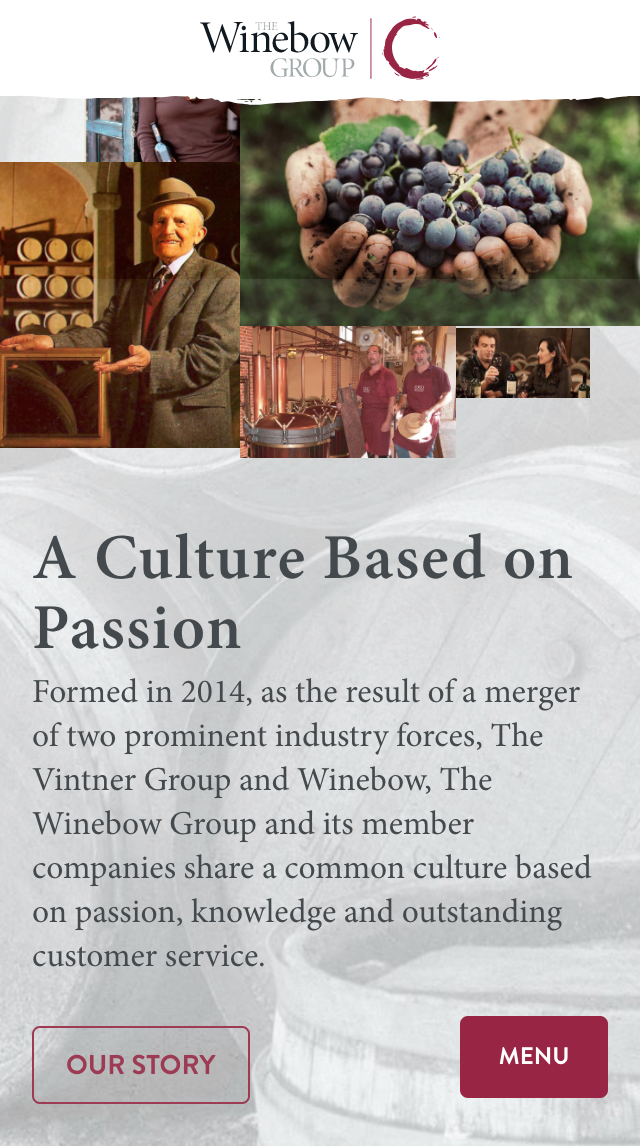 THE
Winebow
GROUP
A Culture Based on
Passion
Formed in 2014, as the result of a merger
of two prominent industry forces, The
Vintner Group and Winebow, The
Winebow Group and its member
companies share a common culture based
on passion, knowledge and outstanding
customer service.
OUR STORY
MENU